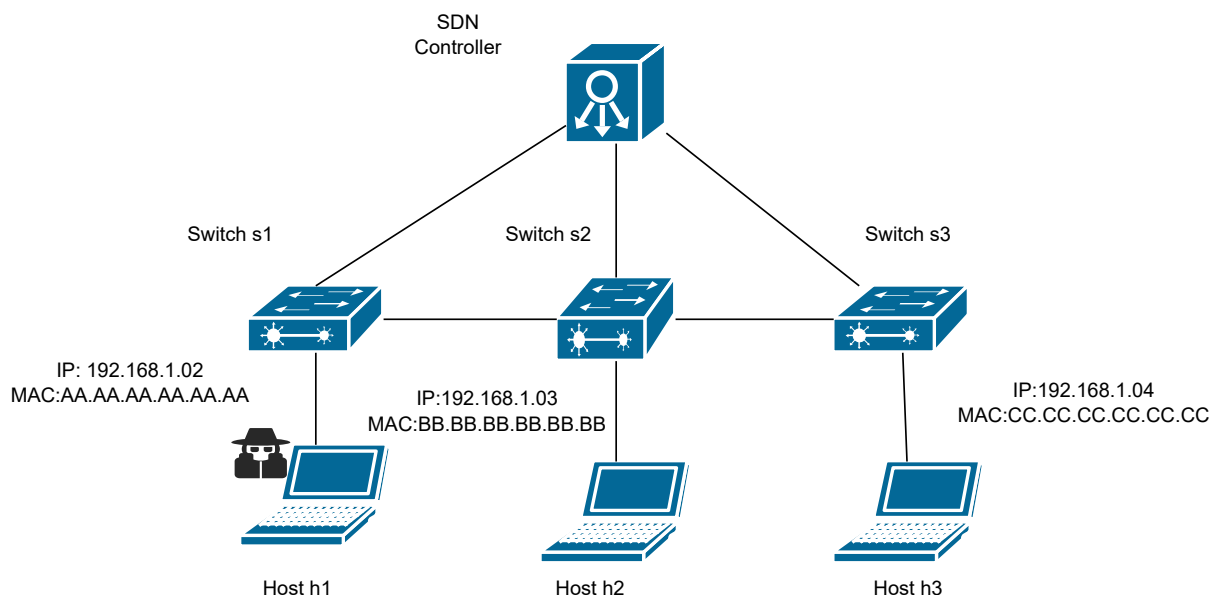 SDN
Controller
Switch s1
Switch s2
Switch s3
IP: 192.168.1.02
MAC:AA.AA.AA.AA.AA.AA
IP:192.168.1.03
MAC:BB.BB.BB.BB.BB.BB
IP:192.168.1.04
MAC:CC.CC.CC.CC.CC.CC
Host h1
Host h2
Host h3